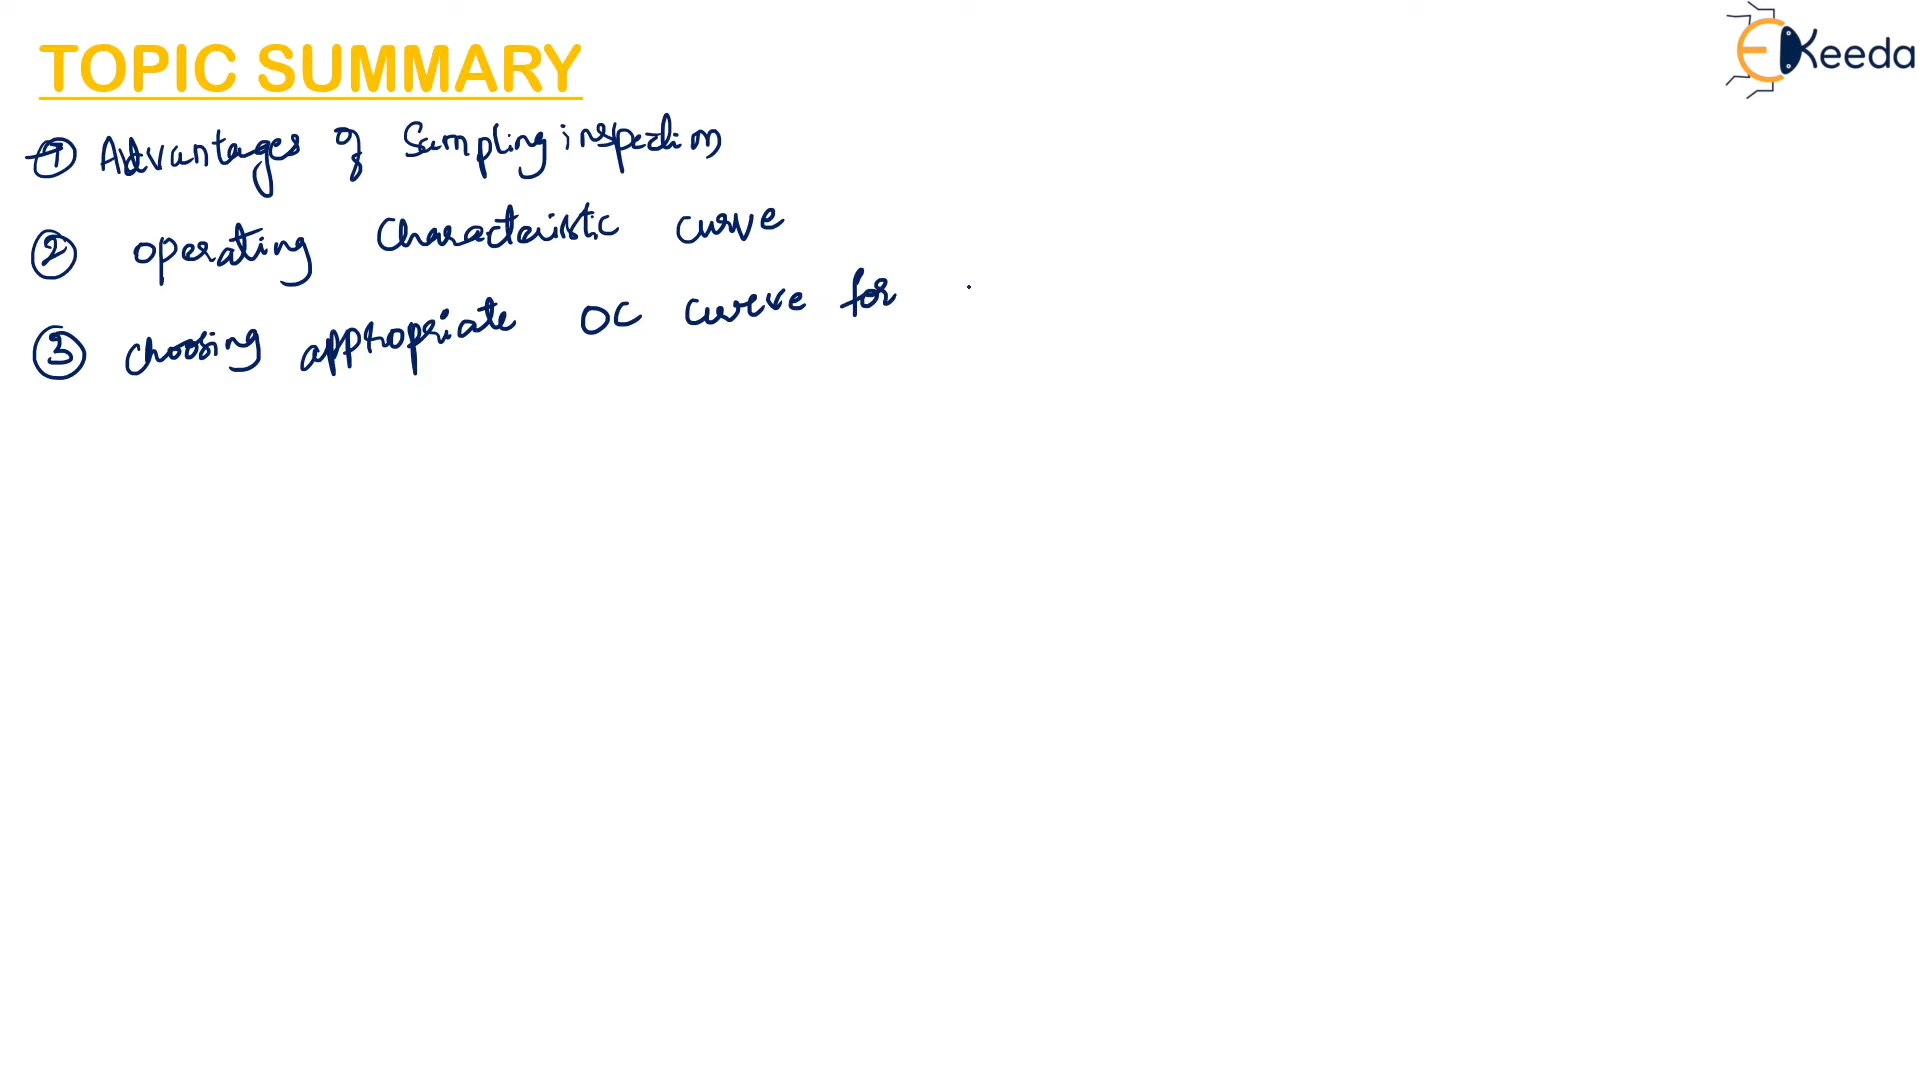 EKeeda
TOPIC SUMMARY
① Advantages of Sampling inspection
② operating characteristic curve
③ choosing appropriate OC curve for